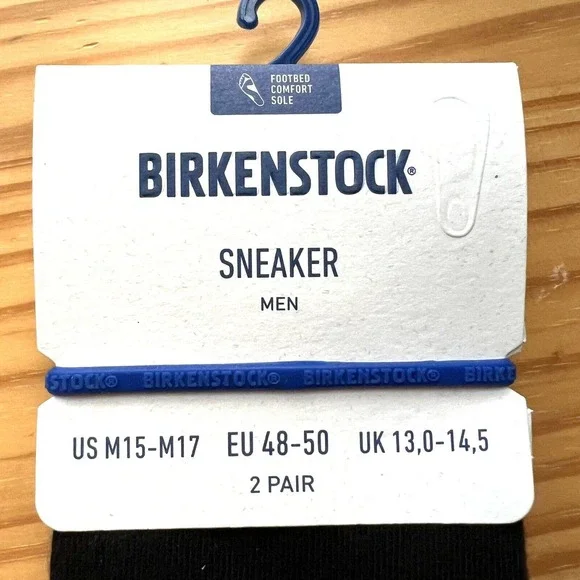 FOOTBED
COMFORT
SOLE
BIRKENSTOCK®
SNEAKER
MEN
STOCK® BIRKENSTOCK® BIRKENSTOCK® BIRKE
US M15-M17 EU 48-50 UK 13,0-14,5
2 PAIR